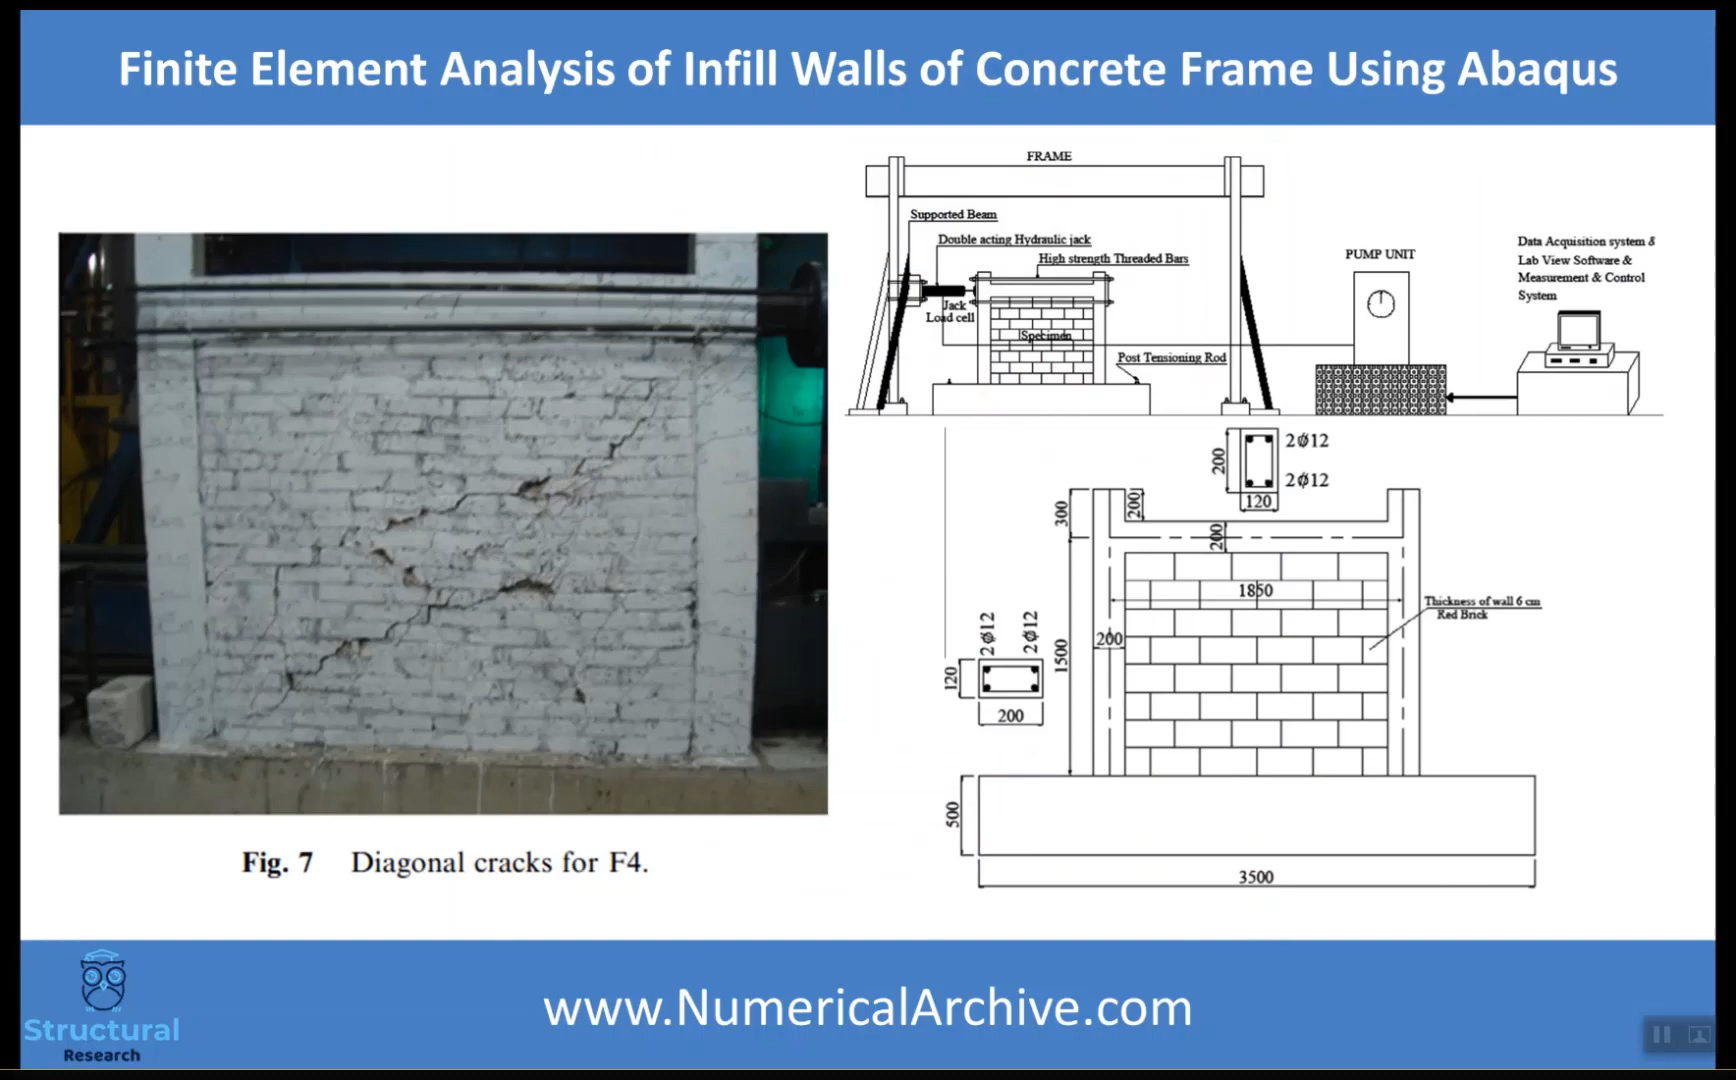 Finite Element Analysis of Infill Walls of Concrete Frame Using Abaqus
FRAME
Supported Beam
Double acting Hydraulic jack
High strength Threaded Bars
Jack
Load cell
Specimen
Post Tensioning Rod
PUMP UNIT
Data Acquisition system &
Lab View Software &
Measurement & Control
System
200
2ϕ12
2ϕ12
120
300
200
200
1850
Thickness of wall 6 cm
Red Brick
200
1500
2ϕ12
2ϕ12
120
200
500
3500
Fig. 7 Diagonal cracks for F4.
www.NumericalArchive.com
Structural
Research